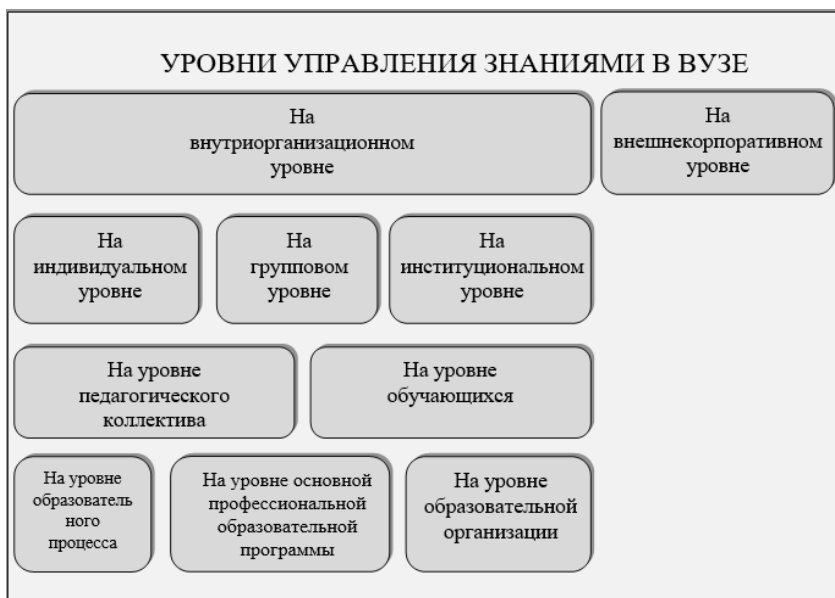 УРОВНИ УПРАВЛЕНИЯ ЗНАНИЯМИ В ВУЗЕ
На
внутриорганизационном
уровне
На
внешнекорпоративном
уровне
На
индивидуальном
уровне
На
групповом
уровне
На
институциональном
уровне
На уровне
педагогического
коллектива
На уровне
обучающихся
На уровне
образователь
ного
процесса
На уровне основной
профессиональной
образовательной
программы
На уровне
образовательной
организации